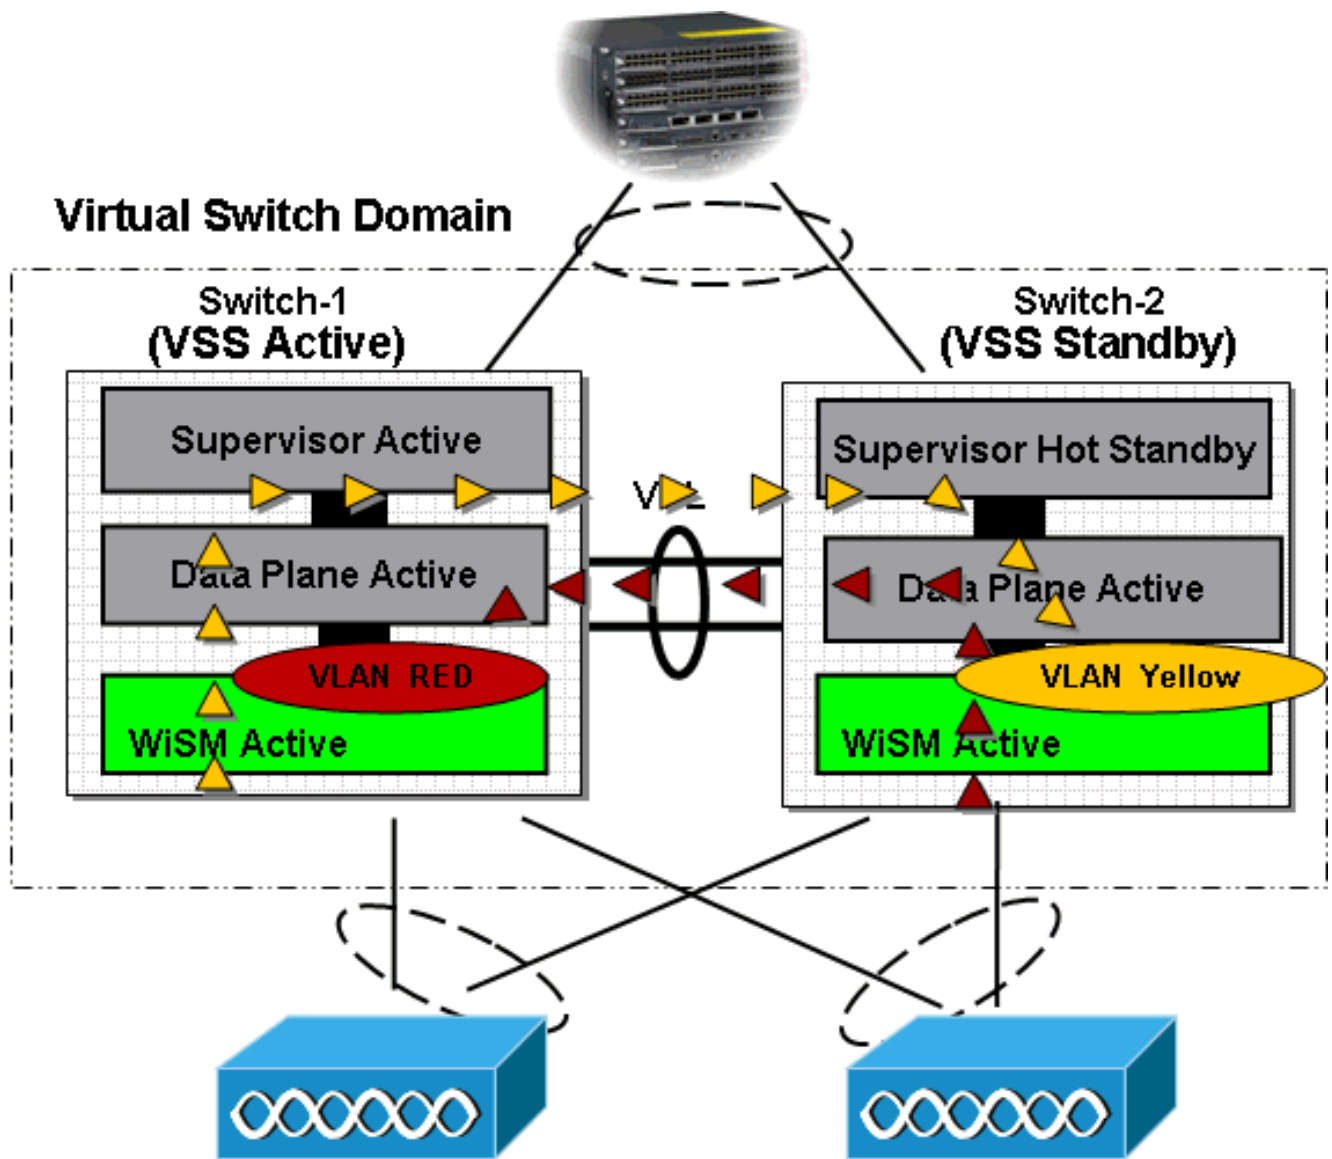 Virtual Switch Domain
Switch-1
(VSS Active)
Switch-2
(VSS Standby)
Supervisor Active
Supervisor Hot Standby
Data Plane Active
Data Plane Active
VLAN RED
VLAN Yellow
WiSM Active
WiSM Active